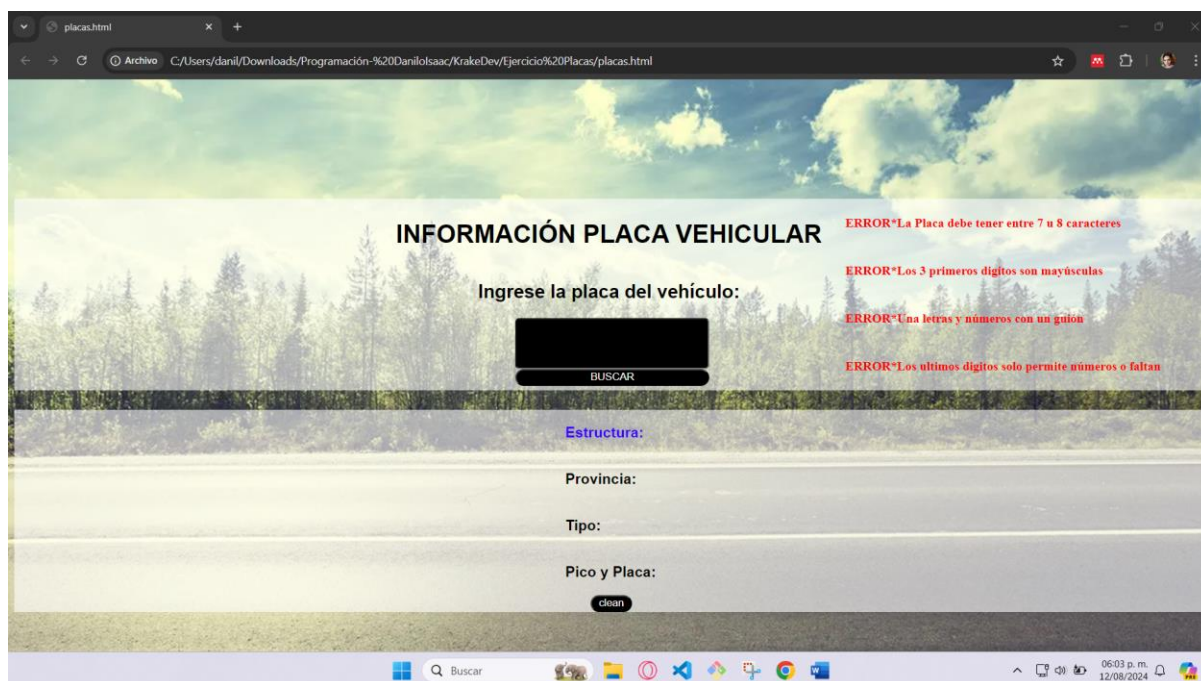 placas.html
Archivo C:/Users/danil/Downloads/Programación-%20DaniloIsaac/KrakeDev/Ejercicio%20Placas/placas.html
INFORMACIÓN PLACA VEHICULAR
Ingrese la placa del vehículo:
BUSCAR
ERROR*La Placa debe tener entre 7 u 8 caracteres
ERROR*Los 3 primeros digitos son mayúsculas
ERROR*Una letras y números con un guión
ERROR*Los ultimos digitos solo permite números o faltan
Estructura:
Provincia:
Tipo:
Pico y Placa:
clean
Buscar
06:03 p. m.
12/08/2024